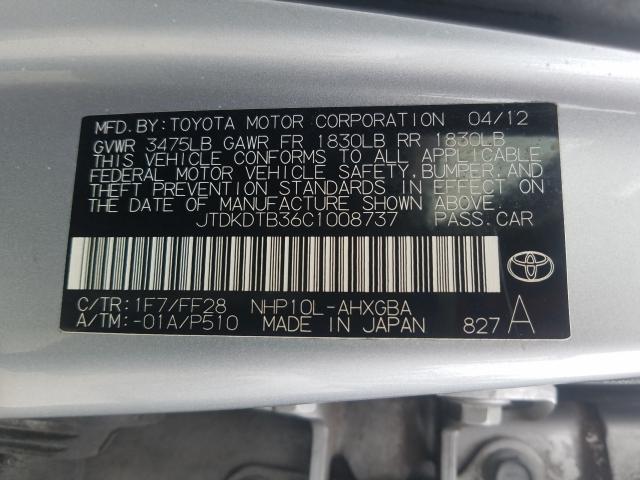 MFD. BY: TOYOTA MOTOR CORPORATION 04/12
GVWR 3475LB GAWR FR 1830LB RR 1830LB
THIS VEHICLE CONFORMS TO ALL APPLICABLE
FEDERAL MOTOR VEHICLE SAFETY, BUMPER, AND
THEFT PREVENTION STANDARDS IN EFFECT ON
THE DATE OF MANUFACTURE SHOWN ABOVE.
JTDKDTB36C1008737 PASS. CAR
C/TR: 1F7/FF28 NHP10L-AHXGBA
A/TM: -01A/P510 MADE IN JAPAN 827 A